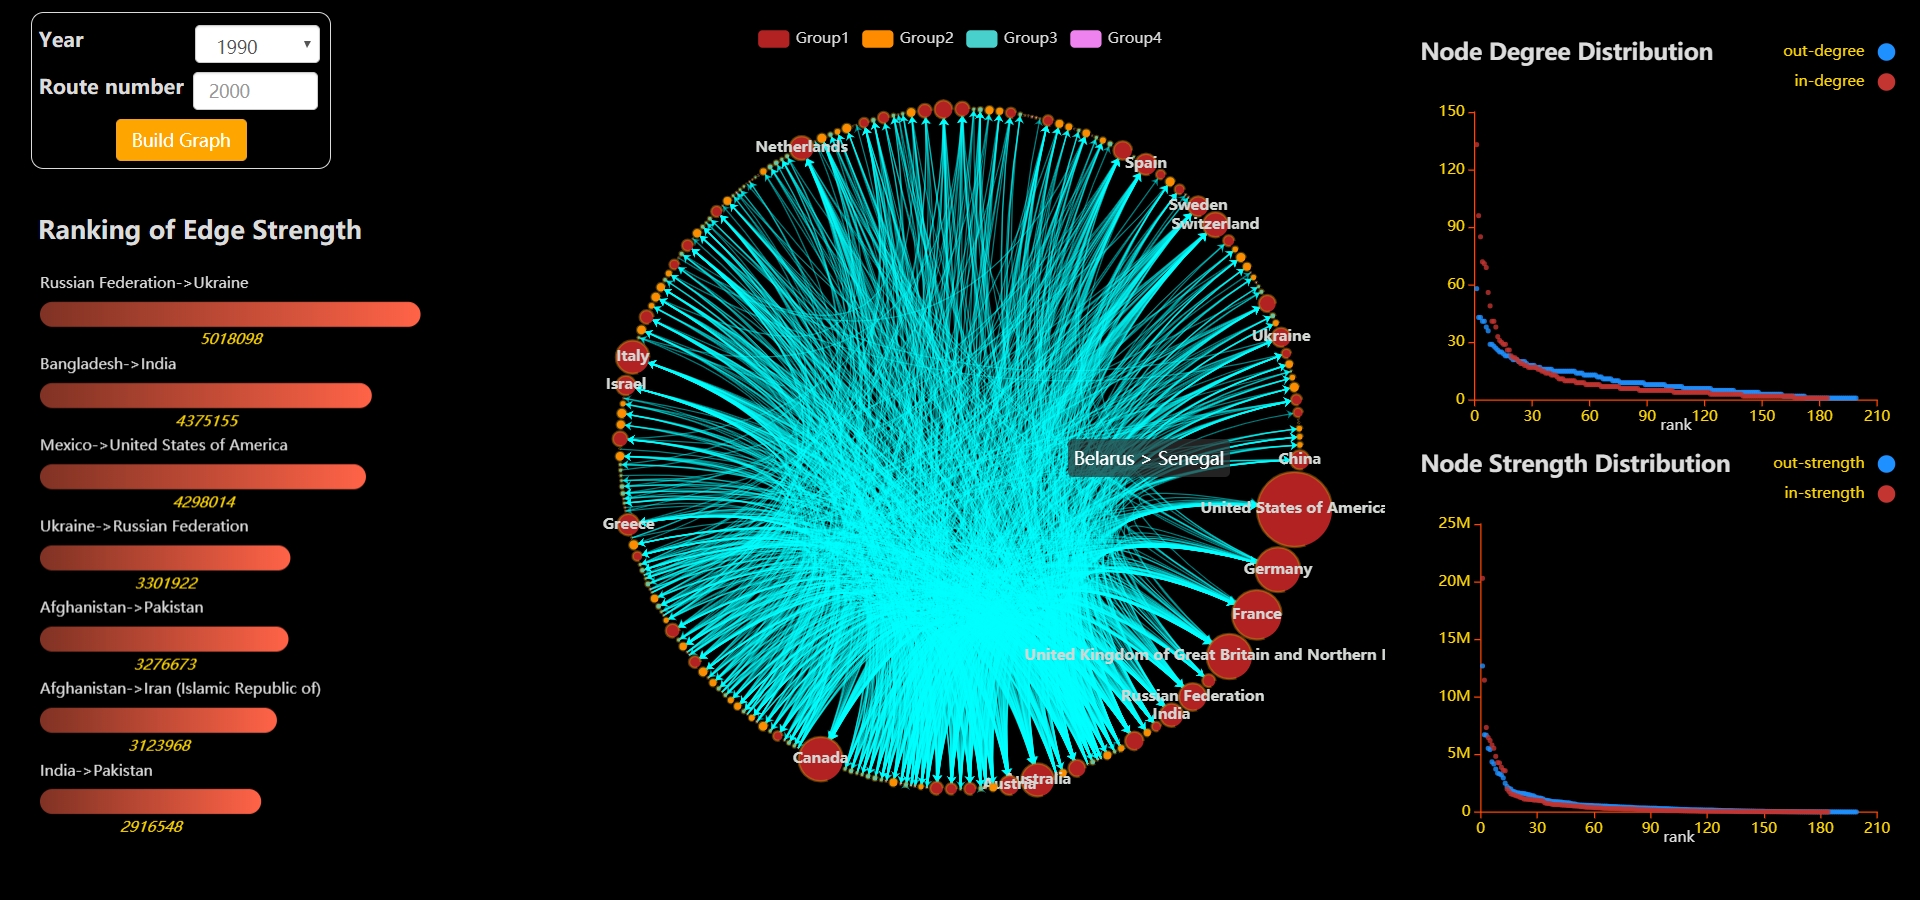 Year
1990
Route number
2000
Build Graph
Ranking of Edge Strength
Russian Federation->Ukraine
5018098
Bangladesh->India
4375155
Mexico->United States of America
4298014
Ukraine->Russian Federation
3301922
Afghanistan->Pakistan
3276673
Afghanistan->Iran (Islamic Republic of)
3123968
India->Pakistan
2916548
Group1 Group2 Group3 Group4
Netherlands
Spain
Sweden
Switzerland
Ukraine
Italy
Israel
Belarus > Senegal
China
United States of America
Greece
Germany
France
United Kingdom of Great Britain and Northern I
Russian Federation
India
Canada
Australia
Austria
Node Degree Distribution
out-degree
in-degree
150
120
90
60
30
0
0 30 60 90 120 150 180 210
rank
Node Strength Distribution
out-strength
in-strength
25M
20M
15M
10M
5M
0
0 30 60 90 120 150 180 210
rank